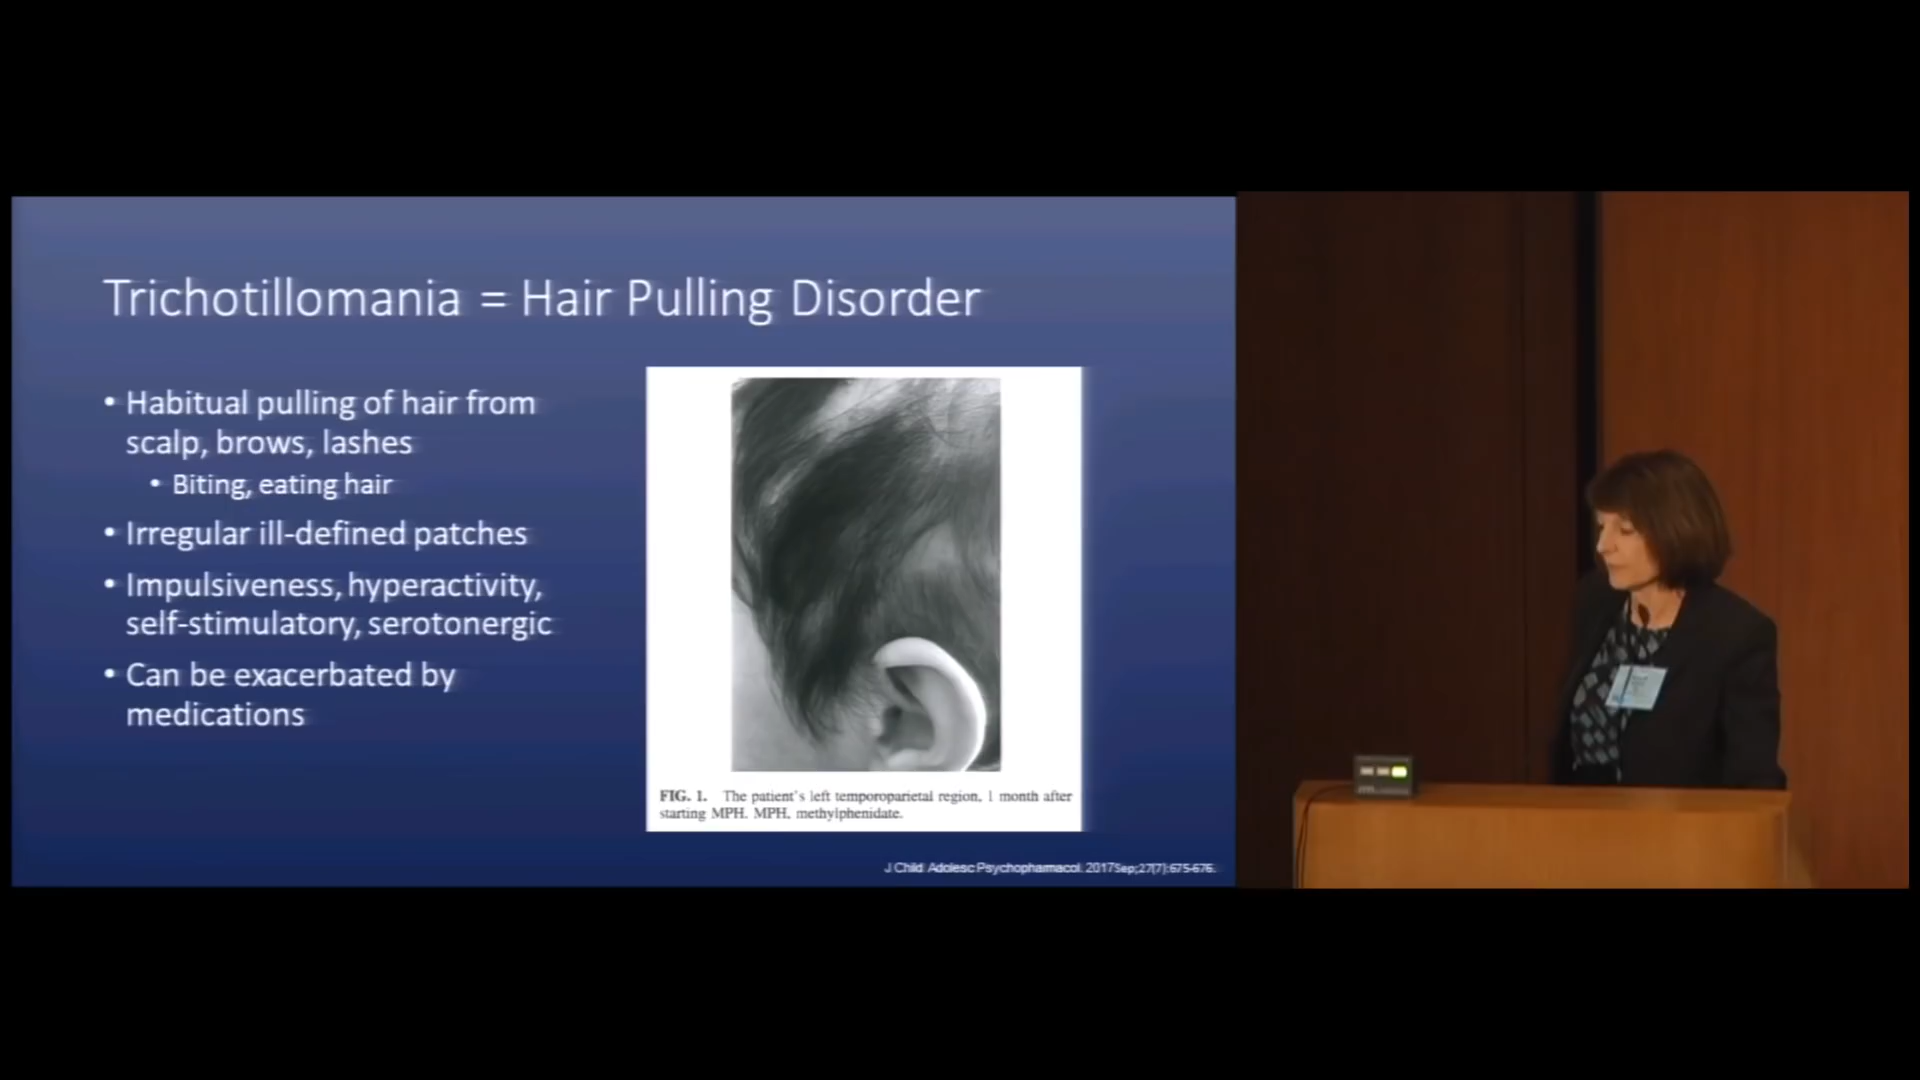 Trichotillomania = Hair Pulling Disorder
• Habitual pulling of hair from
scalp, brows, lashes
• Biting, eating hair
• Irregular ill-defined patches
• Impulsiveness, hyperactivity,
self-stimulatory, serotonergic
• Can be exacerbated by
medications
FIG. 1. The patient's left temporoparietal region, 1 month after
starting MPH. MPH, methylphenidate.
J Child Adolesc Psychopharmacol. 2017Sep;27(7):675-676.